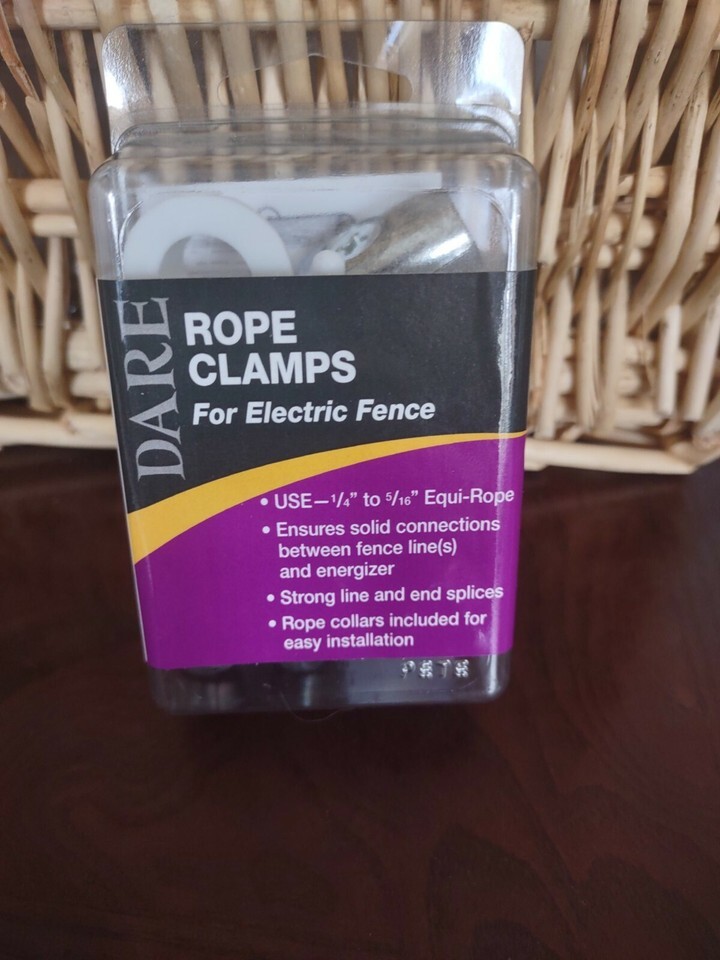 DARE
ROPE
CLAMPS
For Electric Fence
• USE—1/4” to 5/16” Equi-Rope
• Ensures solid connections
between fence line(s)
and energizer
• Strong line and end splices
• Rope collars included for
easy installation
PETE